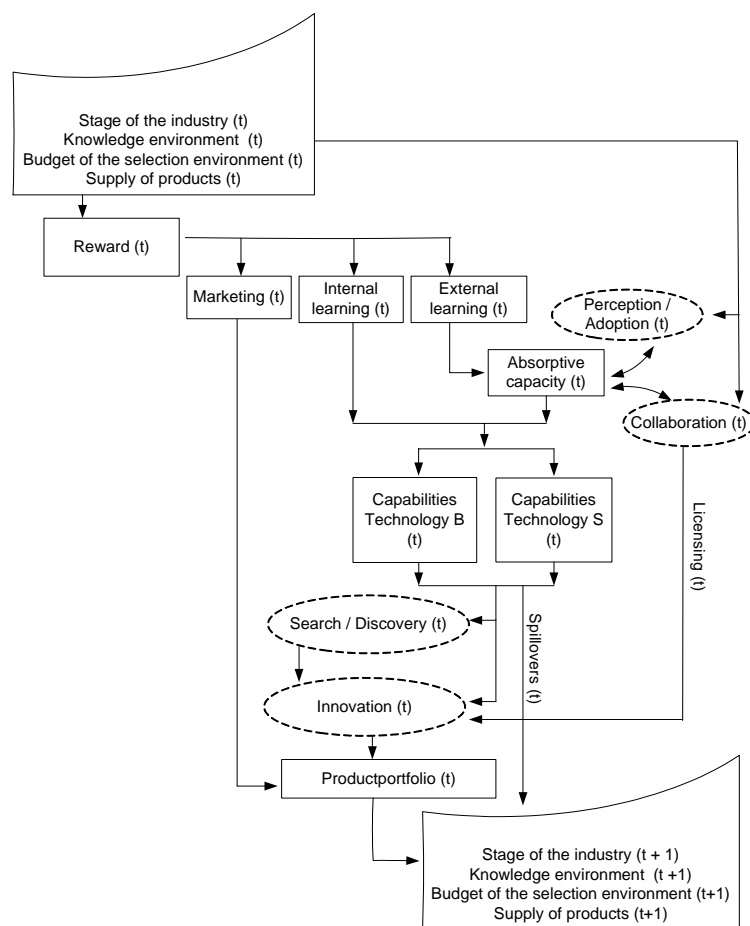 Stage of the industry (t)
Knowledge environment (t)
Budget of the selection environment (t)
Supply of products (t)
Reward (t)
Marketing (t)
Internal
learning (t)
External
learning (t)
Perception /
Adoption (t)
Absorptive
capacity (t)
Collaboration (t)
Capabilities
Technology B
(t)
Capabilities
Technology S
(t)
Licensing (t)
Search / Discovery (t)
Spillovers (t)
Innovation (t)
Productportfolio (t)
Stage of the industry (t + 1)
Knowledge environment (t +1)
Budget of the selection environment (t+1)
Supply of products (t+1)